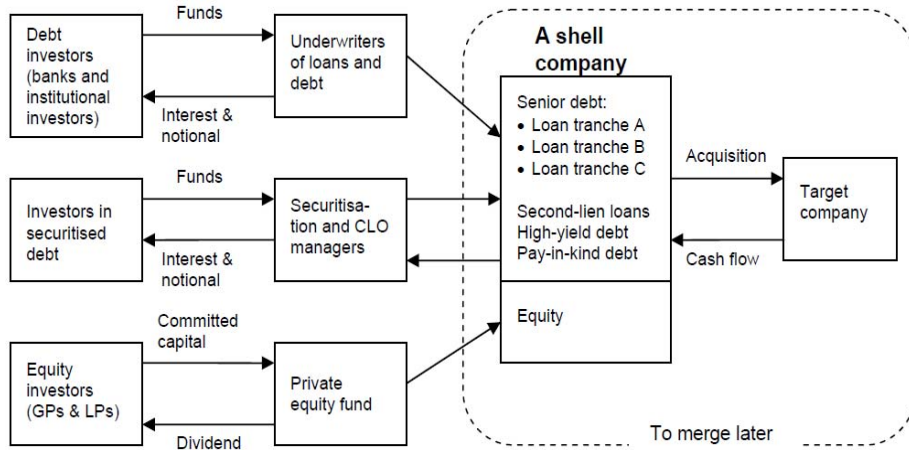 Funds
Debt
investors
(banks and
institutional
investors)
Underwriters
of loans and
debt
Interest &
notional
Funds
Investors in
securitised
debt
Securitisa-
tion and CLO
managers
Interest &
notional
Committed
capital
Equity
investors
(GPs & LPs)
Private
equity fund
Dividend
A shell
company
Senior debt:
• Loan tranche A
• Loan tranche B
• Loan tranche C
Second-lien loans
High-yield debt
Pay-in-kind debt
Equity
Acquisition
Target
company
Cash flow
To merge later